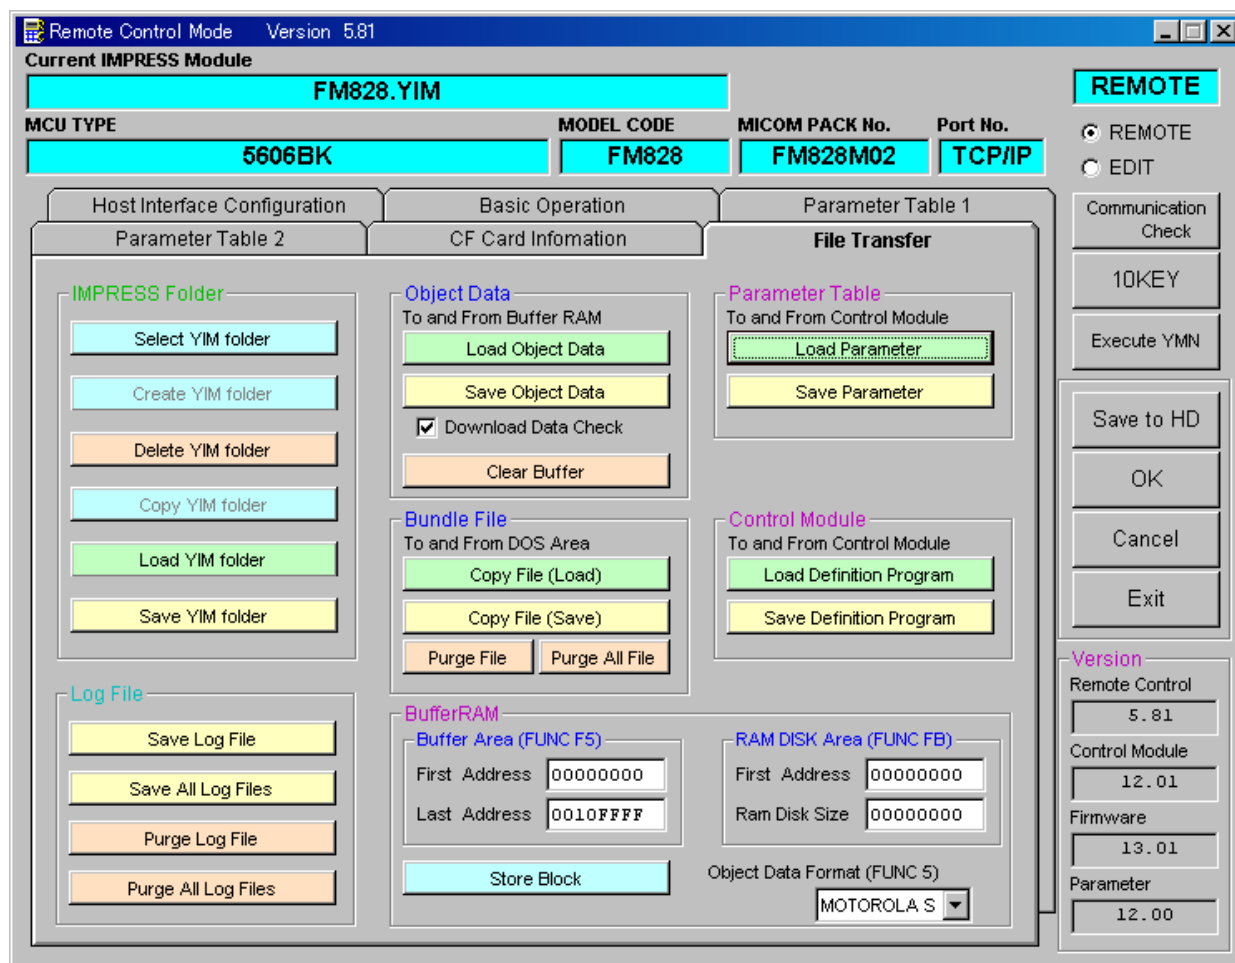 Remote Control Mode Version 5.81
Current IMPRESS Module
FM828.YIM
REMOTE
MCU TYPE MODEL CODE MICOM PACK No. Port No.
5606BK FM828 FM828M02 TCP/IP
REMOTE
EDIT
Host Interface Configuration Basic Operation Parameter Table 1
Parameter Table 2 CF Card Infomation File Transfer
IMPRESS Folder
Select YIM folder
Create YIM folder
Delete YIM folder
Copy YIM folder
Load YIM folder
Save YIM folder
Log File
Save Log File
Save All Log Files
Purge Log File
Purge All Log Files
Object Data
To and From Buffer RAM
Load Object Data
Save Object Data
Download Data Check
Clear Buffer
Bundle File
To and From DOS Area
Copy File (Load)
Copy File (Save)
Purge File Purge All File
Parameter Table
To and From Control Module
Load Parameter
Save Parameter
Control Module
To and From Control Module
Load Definition Program
Save Definition Program
BufferRAM
Buffer Area (FUNC F5)
First Address 00000000
Last Address 0010FFFF
RAM DISK Area (FUNC FB)
First Address 00000000
Ram Disk Size 00000000
Store Block
Object Data Format (FUNC 5)
MOTOROLA S
Communication
Check
10KEY
Execute YMN
Save to HD
OK
Cancel
Exit
Version
Remote Control
5.81
Control Module
12.01
Firmware
13.01
Parameter
12.00